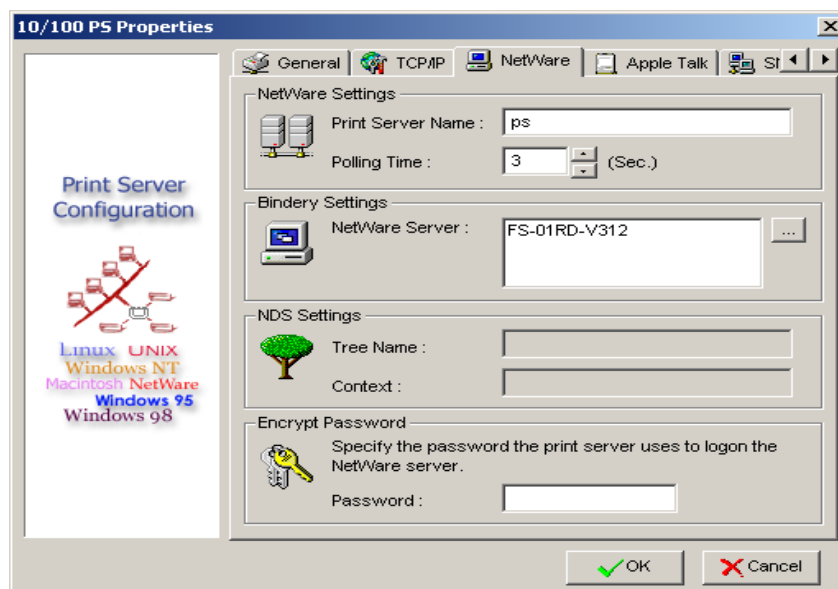 10/100 PS Properties
General TCP/IP NetWare Apple Talk
Print Server
Configuration
Linux UNIX
Windows NT
Macintosh NetWare
Windows 95
Windows 98
NetWare Settings
Print Server Name : ps
Polling Time : 3 (Sec.)
Bindery Settings
NetWare Server : FS-01RD-V312 ...
NDS Settings
Tree Name :
Context :
Encrypt Password
Specify the password the print server uses to logon the
NetWare server.
Password :
OK Cancel